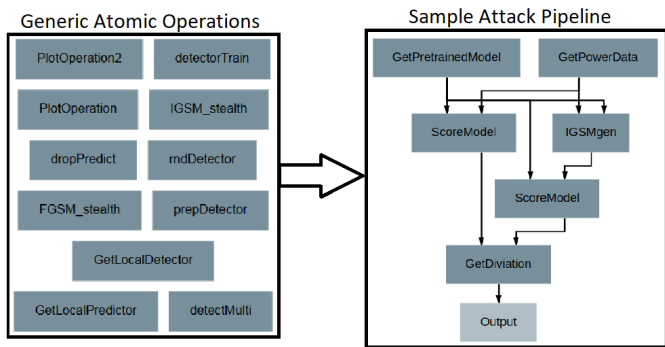 Generic Atomic Operations
PlotOperation2
detectorTrain
PlotOperation
IGSM_stealth
dropPredict
rndDetector
FGSM_stealth
prepDetector
GetLocalDetector
GetLocalPredictor
detectMulti
Sample Attack Pipeline
GetPretrainedModel
GetPowerData
ScoreModel
IGSMgen
ScoreModel
GetDiviation
Output